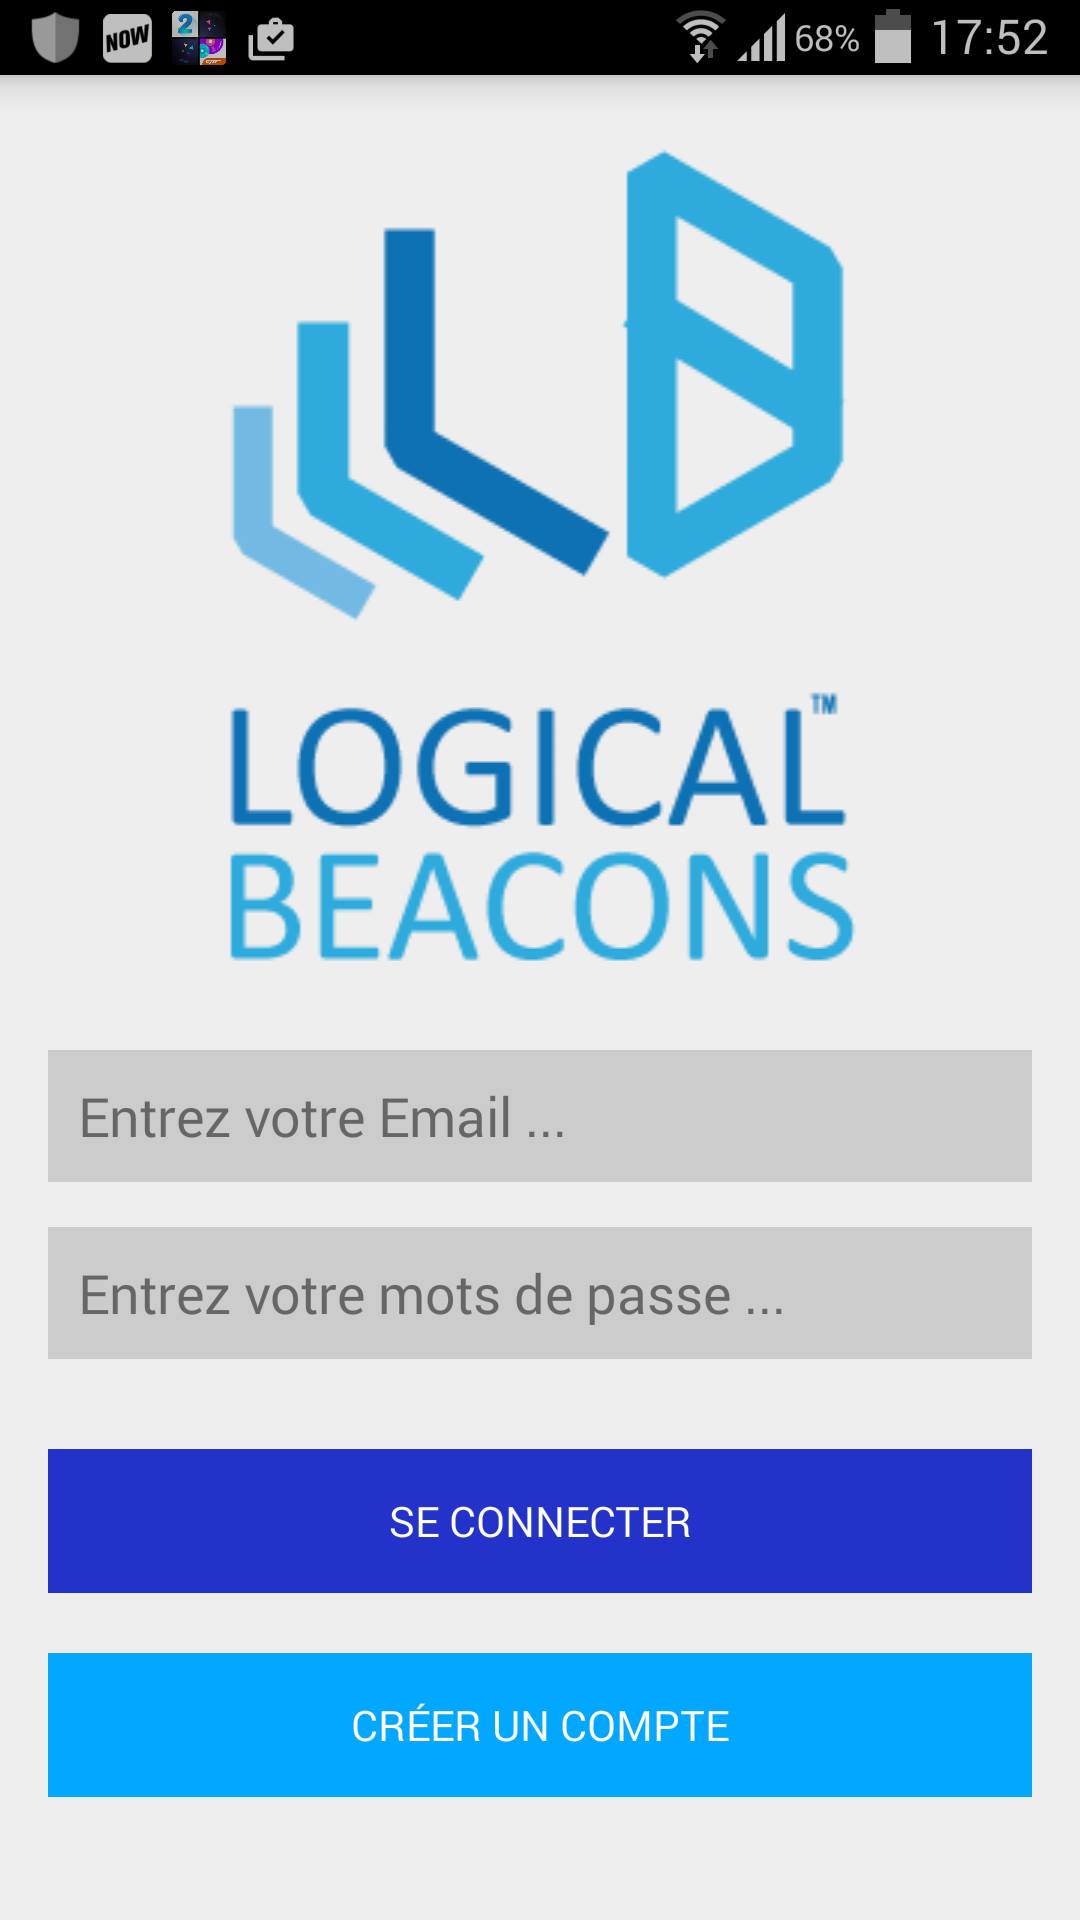 NOW 2 68% 17:52
LOGICAL™
BEACONS
Entrez votre Email ...
Entrez votre mots de passe ...
SE CONNECTER
CRÉER UN COMPTE